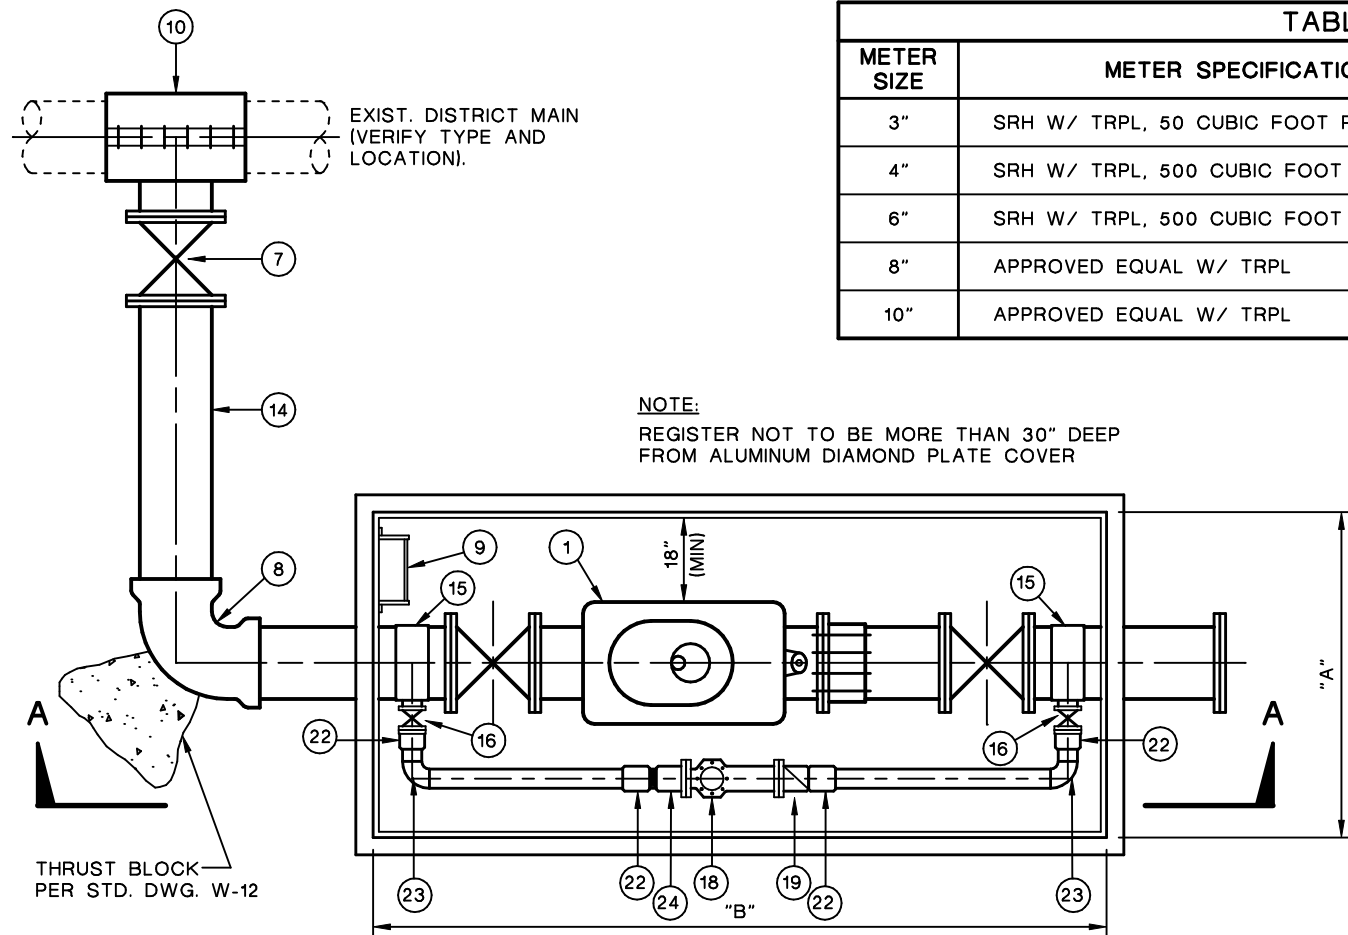 10
EXIST. DISTRICT MAIN
(VERIFY TYPE AND
LOCATION).
7
14
8
TABL
METER
SIZE
METER SPECIFICATIO
3"
SRH W/ TRPL, 50 CUBIC FOOT R
4"
SRH W/ TRPL, 500 CUBIC FOOT
6"
SRH W/ TRPL, 500 CUBIC FOOT
8"
APPROVED EQUAL W/ TRPL
10"
APPROVED EQUAL W/ TRPL
NOTE:
REGISTER NOT TO BE MORE THAN 30" DEEP
FROM ALUMINUM DIAMOND PLATE COVER
9
1
18"
(MIN)
15
15
"A"
A
A
22
16
16
22
THRUST BLOCK
PER STD. DWG. W-12
23
22
24
18
19
22
23
"B"